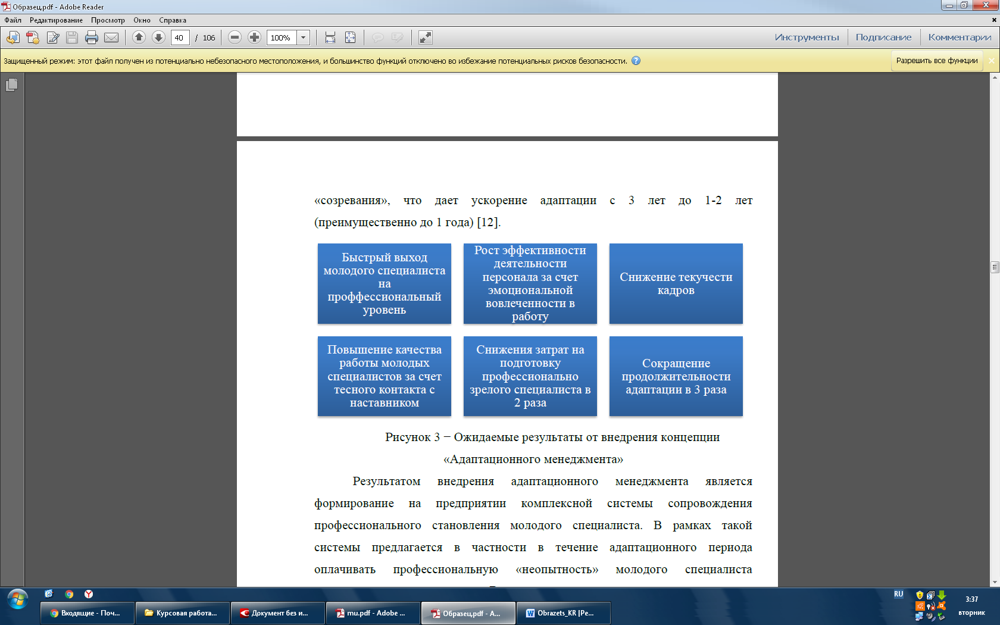 Образец.pdf - Adobe Reader
Файл Редактирование Просмотр Окно Справка
40 / 106 100% Инструменты Подписание Комментарии
Защищенный режим: этот файл получен из потенциально небезопасного местоположения, и большинство функций отключено во избежание потенциальных рисков безопасности. Разрешить все функции
«созревания», что дает ускорение адаптации с 3 лет до 1-2 лет
(преимущественно до 1 года) [12].
Быстрый выход
молодого специалиста
на
проффессиональный
уровень
Рост эффективности
деятельности
персонала за счет
эмоциональной
вовлеченности в
работу
Снижение текучести
кадров
Повышение качества
работы молодых
специалистов за счет
тесного контакта с
наставником
Снижения затрат на
подготовку
профессионально
зрелого специалиста в
2 раза
Сокращение
продолжительности
адаптации в 3 раза
Рисунок 3 − Ожидаемые результаты от внедрения концепции
«Адаптационного менеджмента»
Результатом внедрения адаптационного менеджмента является
формирование на предприятии комплексной системы сопровождения
профессионального становления молодого специалиста. В рамках такой
системы предлагается в частности в течение адаптационного периода
оплачивать профессиональную «неопытность» молодого специалиста
RU
3:37
вторник
Входящие - Поч...
Курсовая работа...
Документ без и...
mu.pdf - Adobe ...
Образец.pdf - A...
Obrazets_KR [Ре...